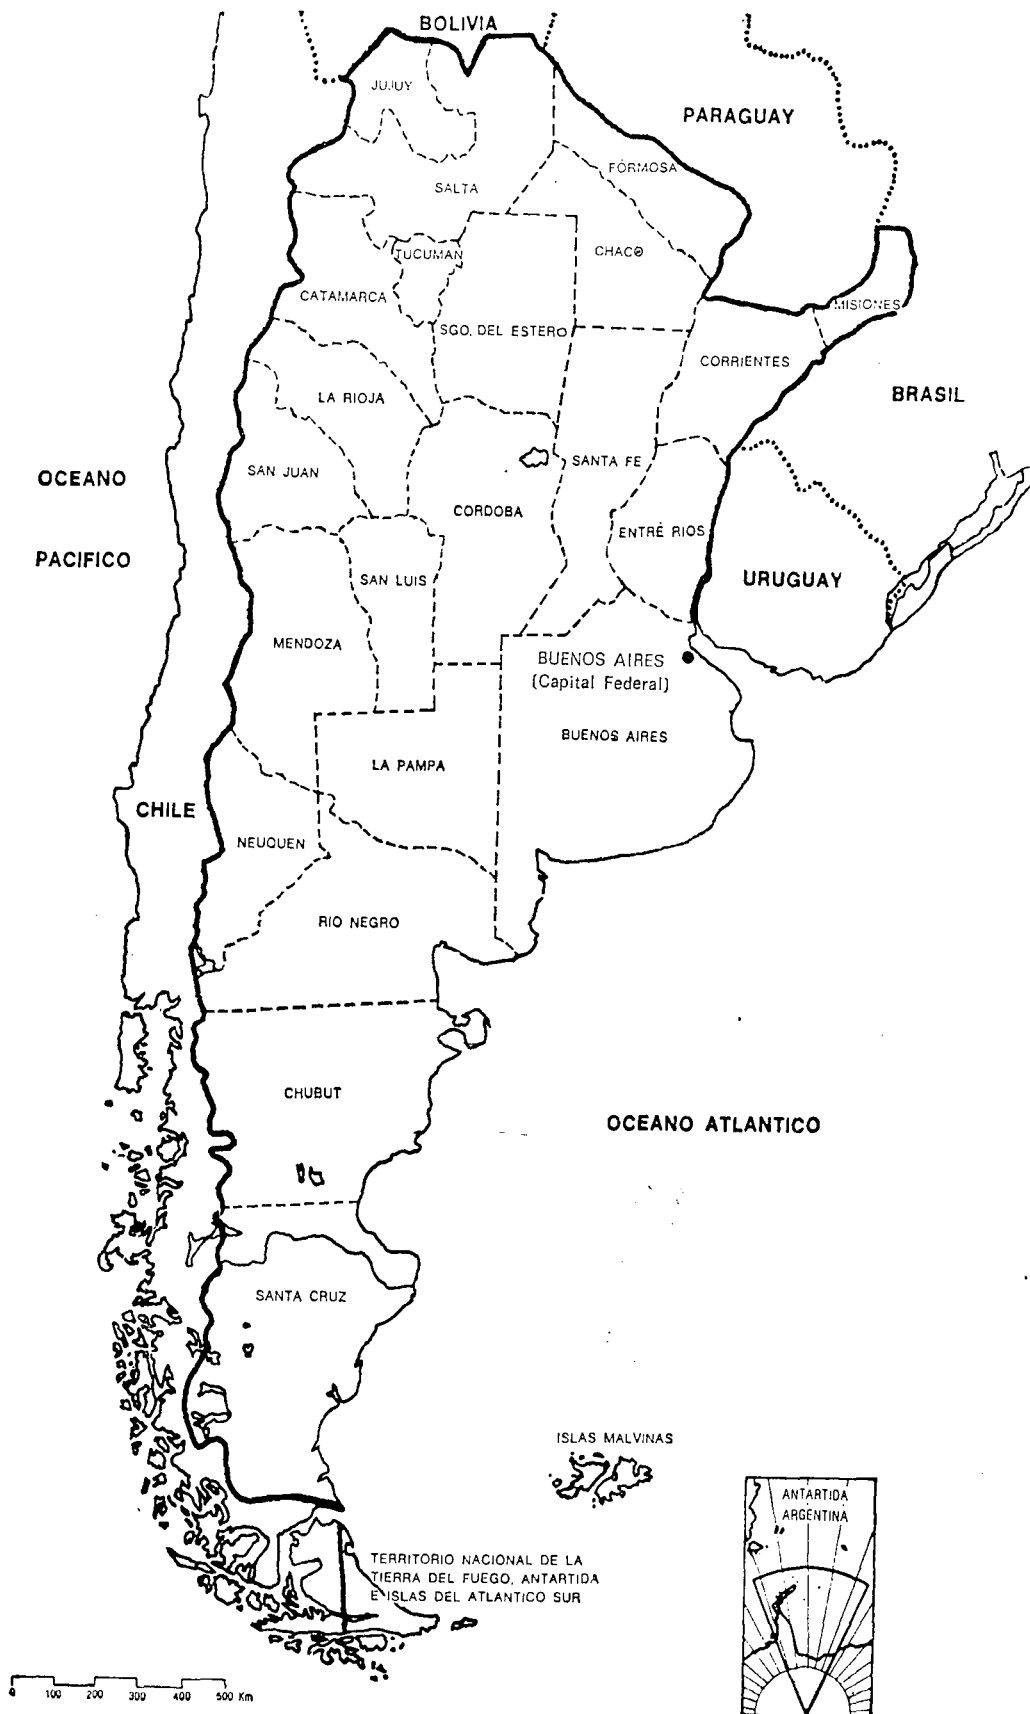 BOLIVIA
JUJUY
PARAGUAY
FÓRMOSA
SALTA
CHACO
TUCUMAN
CATAMARCA
MISIONES
SGO. DEL ESTERO
CORRIENTES
BRASIL
LA RIOJA
OCEANO
PACIFICO
SAN JUAN
SANTA FE
CORDOBA
ENTRÉ RIOS
SAN LUIS
URUGUAY
MENDOZA
BUENOS AIRES
(Capital Federal)
BUENOS AIRES
LA PAMPA
CHILE
NEUQUEN
RIO NEGRO
CHUBUT
OCEANO ATLANTICO
SANTA CRUZ
ISLAS MALVINAS
ANTARTIDA
ARGENTINA
TERRITORIO NACIONAL DE LA
TIERRA DEL FUEGO, ANTARTIDA
E ISLAS DEL ATLANTICO SUR
0 100 200 300 400 500 Km